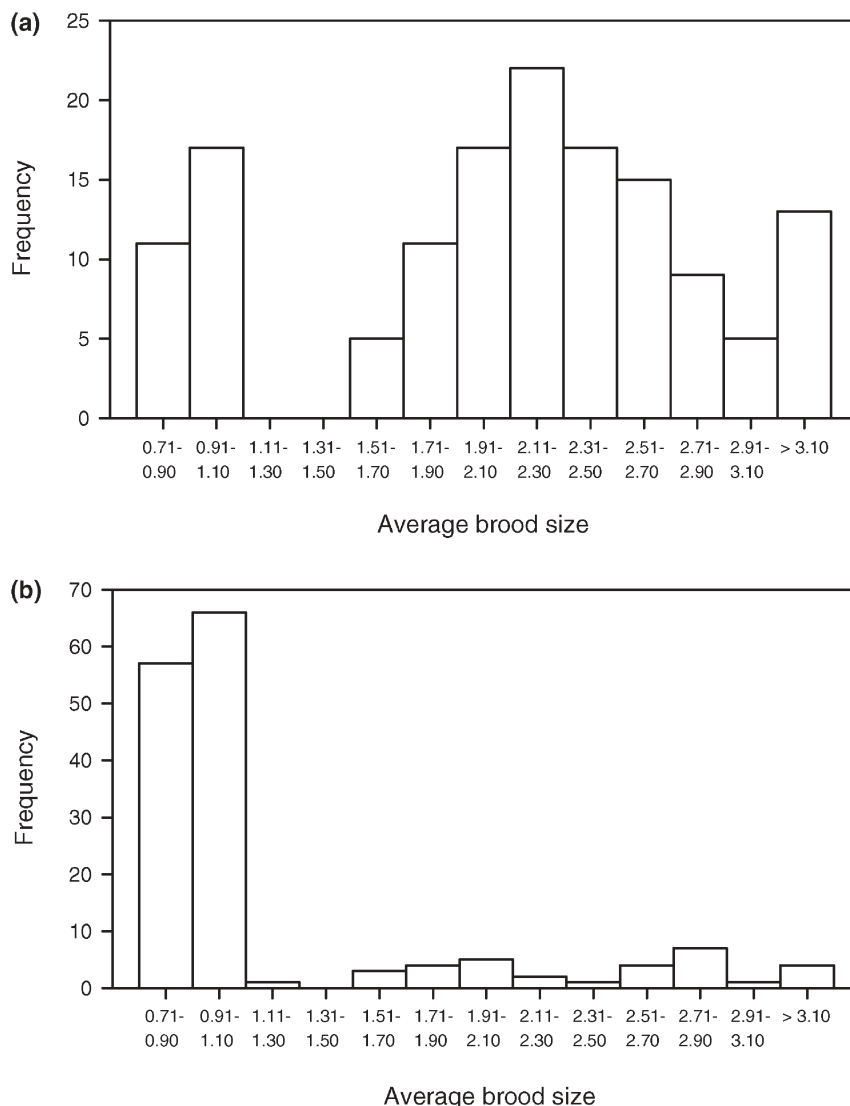 (a)
25
20
15
10
5
0
Frequency
0.71- 0.91- 1.11- 1.31- 1.51- 1.71- 1.91- 2.11- 2.31- 2.51- 2.71- 2.91- > 3.10
0.90 1.10 1.30 1.50 1.70 1.90 2.10 2.30 2.50 2.70 2.90 3.10
Average brood size
(b)
70
60
50
40
30
20
10
0
Frequency
0.71- 0.91- 1.11- 1.31- 1.51- 1.71- 1.91- 2.11- 2.31- 2.51- 2.71- 2.91- > 3.10
0.90 1.10 1.30 1.50 1.70 1.90 2.10 2.30 2.50 2.70 2.90 3.10
Average brood size